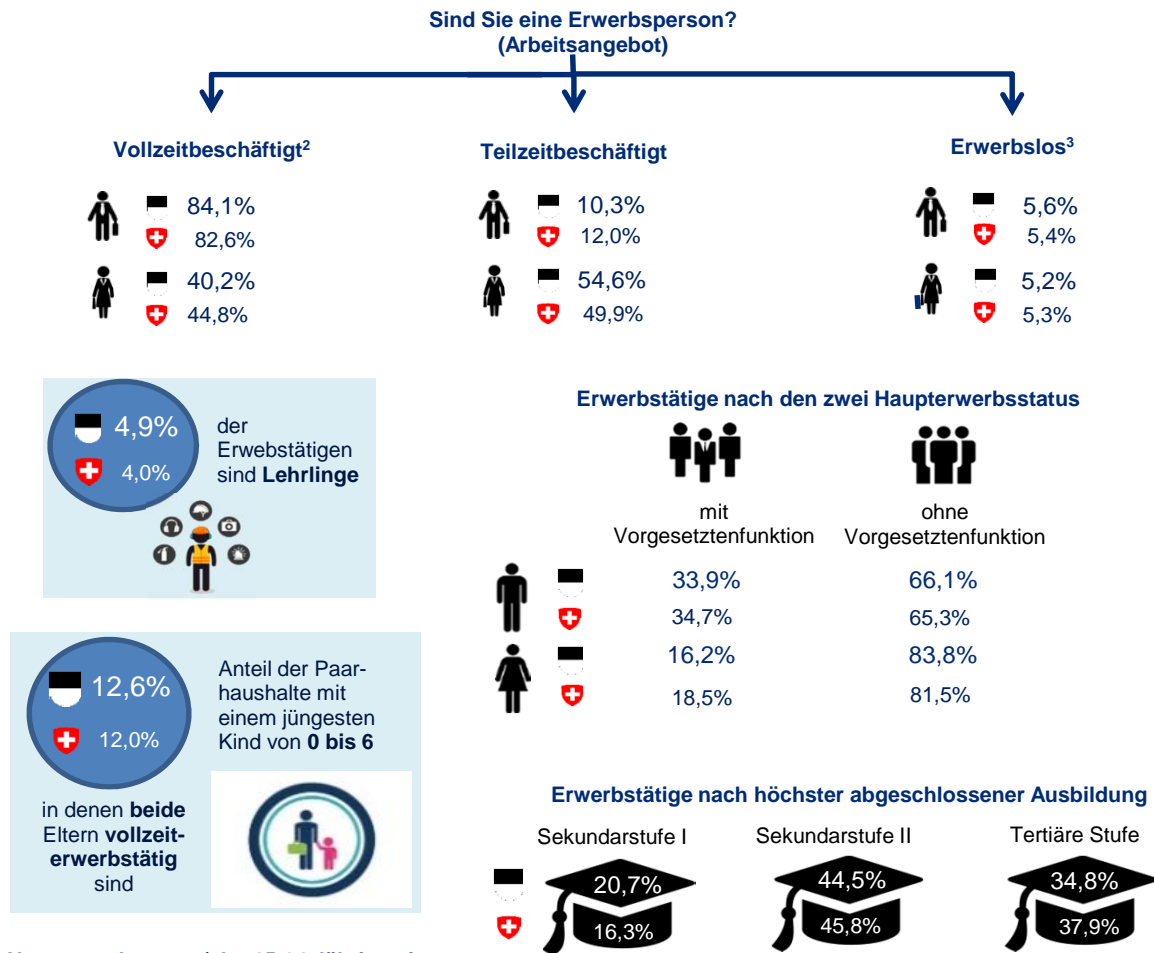 Sind Sie eine Erwerbsperson?
(Arbeitsangebot)
Vollzeitbeschäftigt²
84,1%
82,6%
40,2%
44,8%
Teilzeitbeschäftigt
10,3%
12,0%
54,6%
49,9%
Erwerbslos³
5,6%
5,4%
5,2%
5,3%
4,9%
4,0%
der
Erwebstätigen
sind Lehrlinge
12,6%
12,0%
Anteil der Paar-
haushalte mit
einem jüngesten
Kind von 0 bis 6
in denen beide
Eltern vollzeit-
erwerbstätig
sind
Erwerbstätige nach den zwei Haupterwerbsstatus
mit
Vorgesetztenfunktion
ohne
Vorgesetztenfunktion
33,9% 66,1%
34,7% 65,3%
16,2% 83,8%
18,5% 81,5%
Erwerbstätige nach höchster abgeschlossener Ausbildung
Sekundarstufe I Sekundarstufe II Tertiäre Stufe
20,7% 44,5% 34,8%
16,3% 45,8% 37,9%